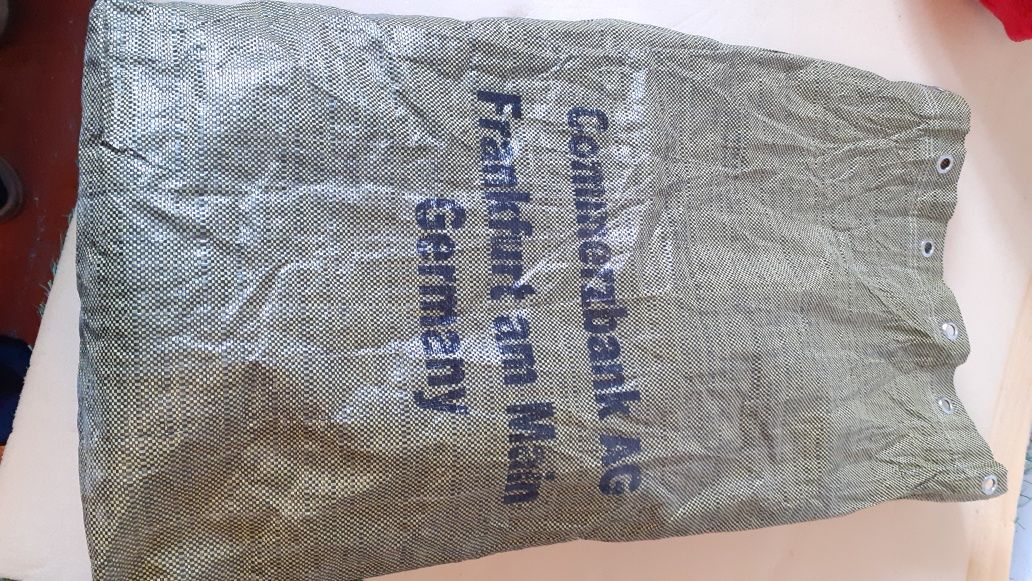 Commerzbank AG
Frankfurt am Main
Germany